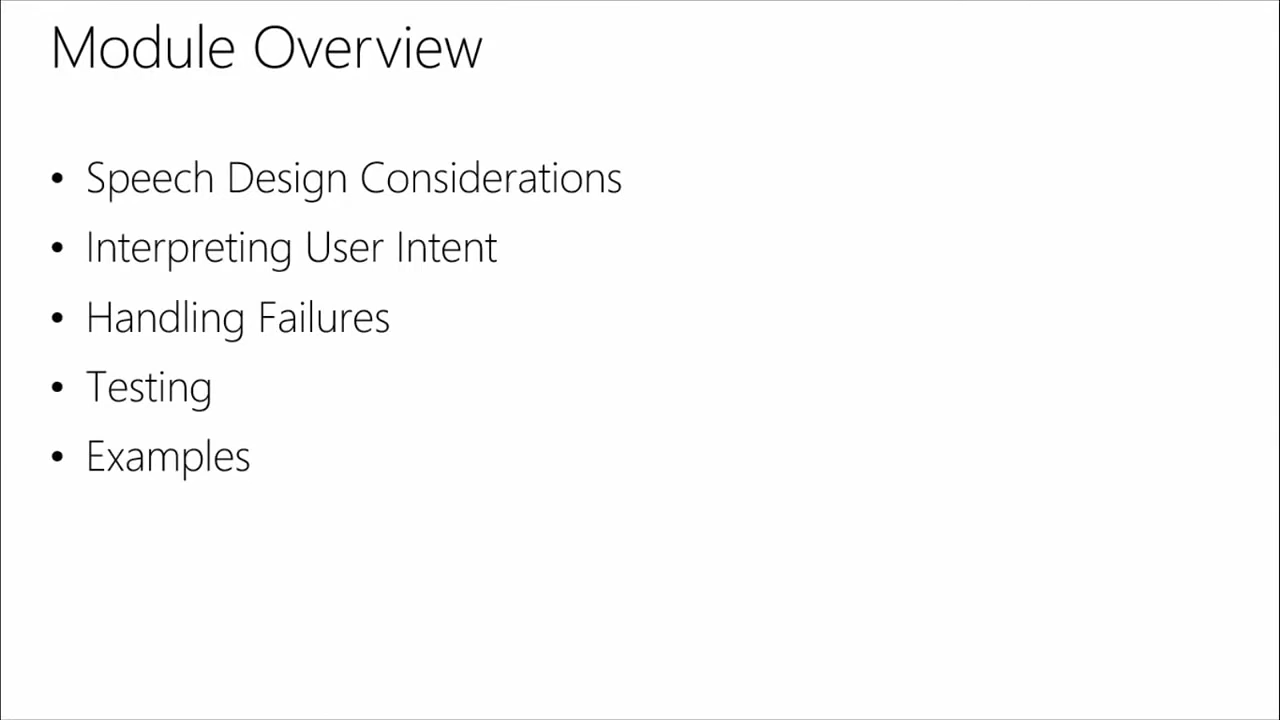 Module Overview
• Speech Design Considerations
• Interpreting User Intent
• Handling Failures
• Testing
• Examples